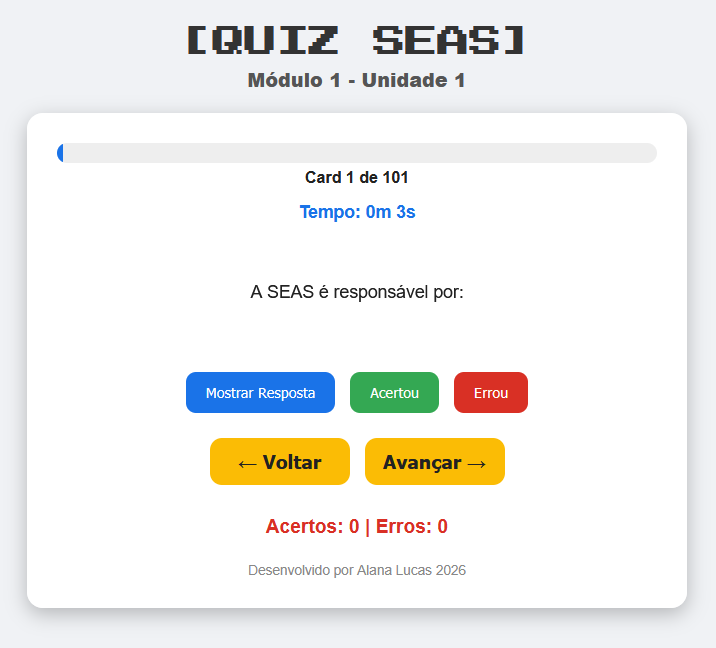 [QUIZ SEAS]
Módulo 1 - Unidade 1
Card 1 de 101
Tempo: 0m 3s
A SEAS é responsável por:
Mostrar Resposta Acertou Errou
← Voltar Avançar →
Acertos: 0 | Erros: 0
Desenvolvido por Alana Lucas 2026